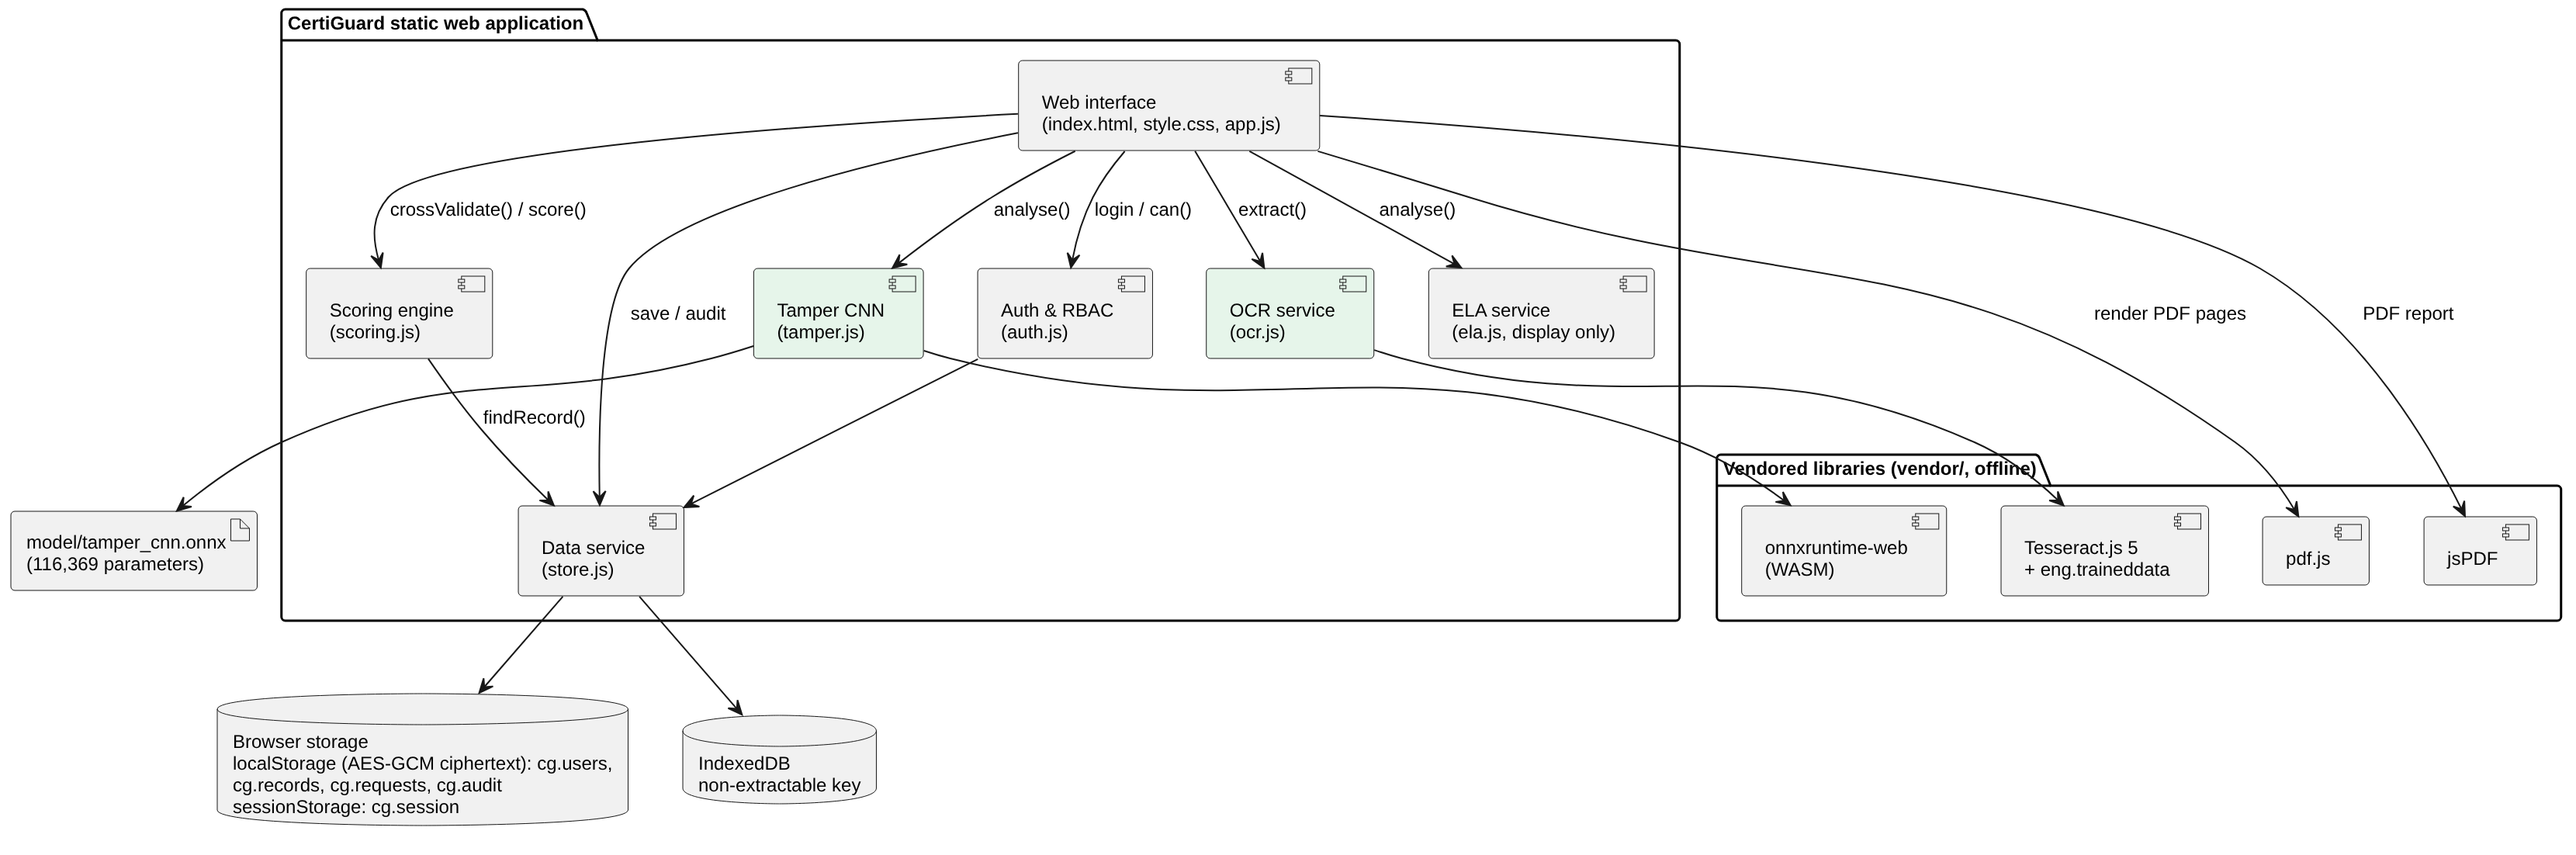 CertiGuard static web application
Web interface
(index.html, style.css, app.js)
crossValidate() / score()
analyse()
login / can()
extract()
analyse()
Scoring engine
(scoring.js)
save / audit
Tamper CNN
(tamper.js)
Auth & RBAC
(auth.js)
OCR service
(ocr.js)
ELA service
(ela.js, display only)
render PDF pages
PDF report
findRecord()
Vendored libraries (vendor/, offline)
model/tamper_cnn.onnx
(116,369 parameters)
Data service
(store.js)
onnxruntime-web
(WASM)
Tesseract.js 5
+ eng.traineddata
pdf.js
jsPDF
Browser storage
localStorage (AES-GCM ciphertext): cg.users,
cg.records, cg.requests, cg.audit
sessionStorage: cg.session
IndexedDB
non-extractable key